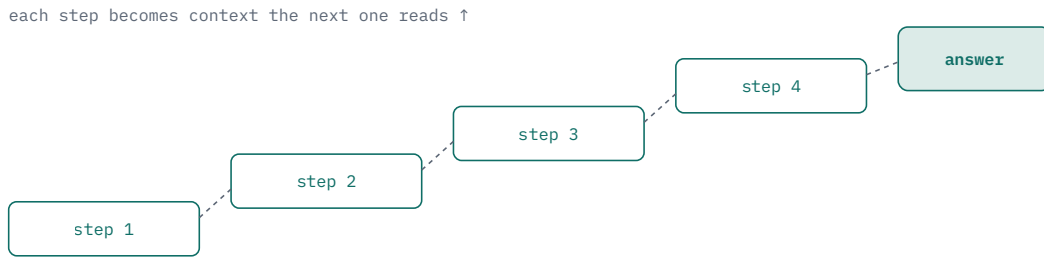 each step becomes context the next one reads ↑
answer
step 4
step 3
step 2
step 1